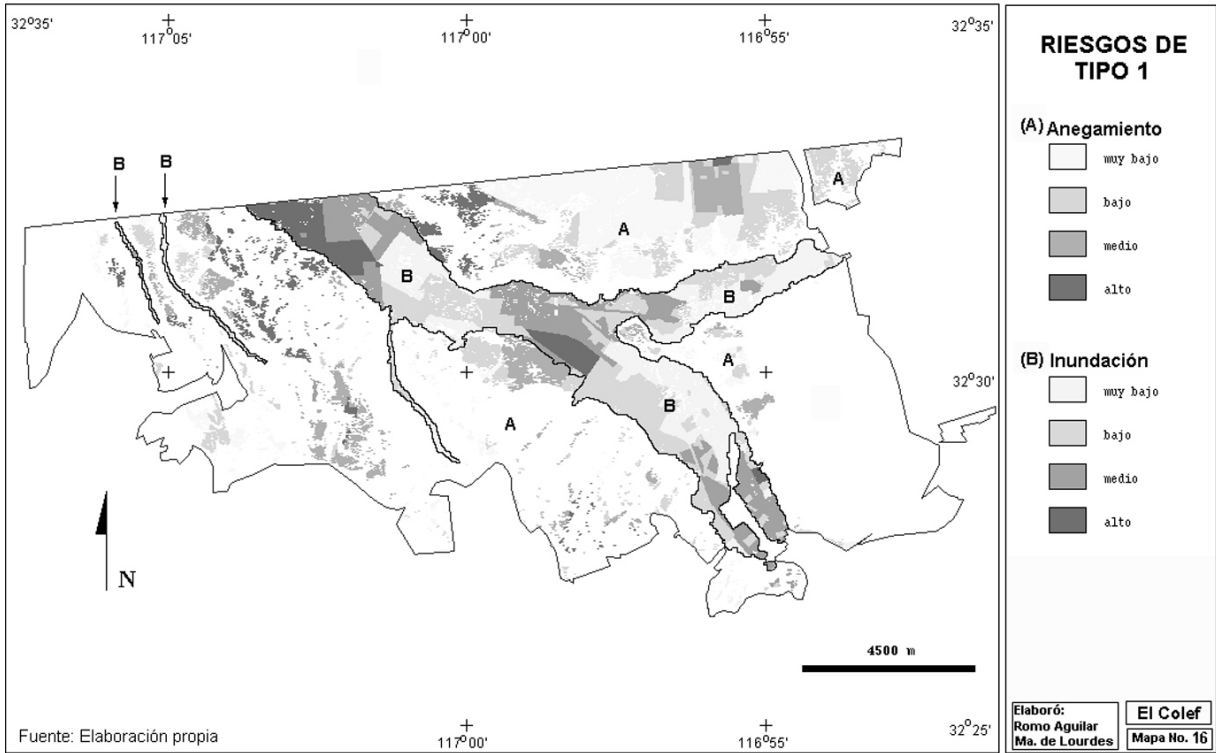 32°35'
117°05'
117°00'
116°55'
32°35'
B
B
A
A
B
B
A
B
A
32°30'
N
4500 m
Fuente: Elaboración propia
117°00'
116°55'
32°25'
RIESGOS DE
TIPO 1
(A) Anegamiento
muy bajo
bajo
medio
alto
(B) Inundación
muy bajo
bajo
medio
alto
Elaboró:
Romo Aguilar
Ma. de Lourdes
El Colef
Mapa No. 16